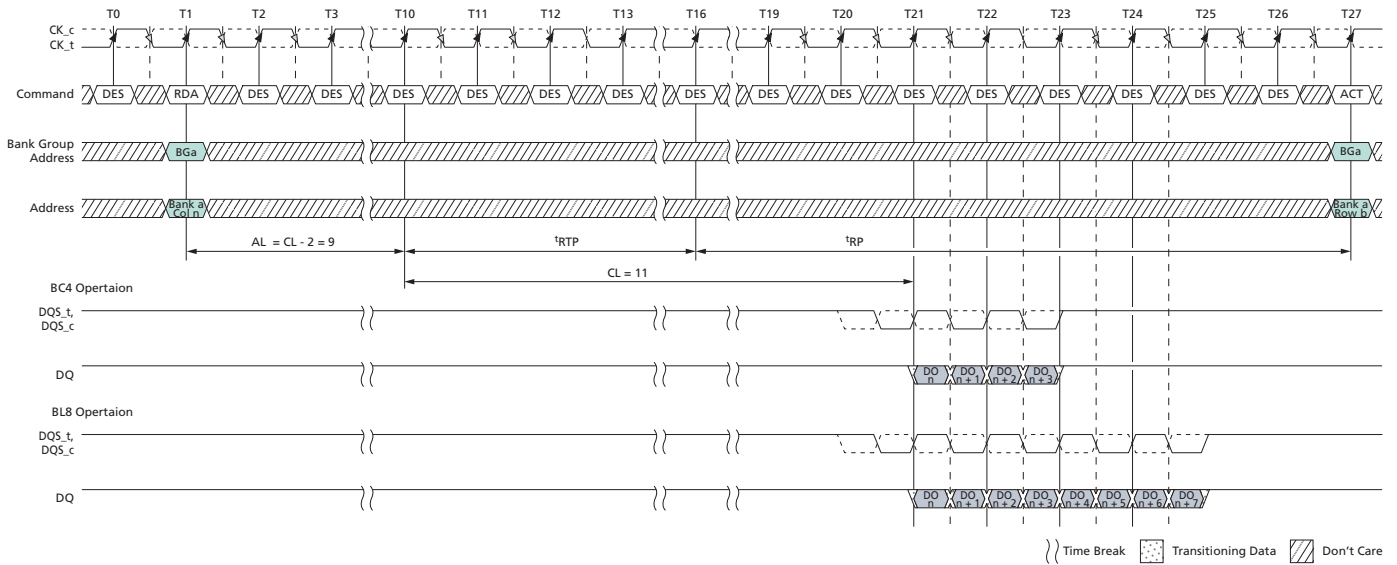 T0 T1 T2 T3 T10 T11 T12 T13 T16 T19 T20 T21 T22 T23 T24 T25 T26 T27
CK_c
CK_t
Command DES RDA DES DES DES DES DES DES DES DES DES DES DES DES DES DES DES ACT
Bank Group
Address
BGa BGa
Address
Bank a
Col n
Bank a
Row b
AL = CL - 2 = 9 tRTP tRP
CL = 11
BC4 Opertaion
DQS_t,
DQS_c
DQ
DO
n
DO
n + 1
DO
n + 2
DO
n + 3
BL8 Opertaion
DQS_t,
DQS_c
DQ
DO
n
DO
n + 1
DO
n + 2
DO
n + 3
DO
n + 4
DO
n + 5
DO
n + 6
DO
n + 7
Time Break Transitioning Data Don't Care